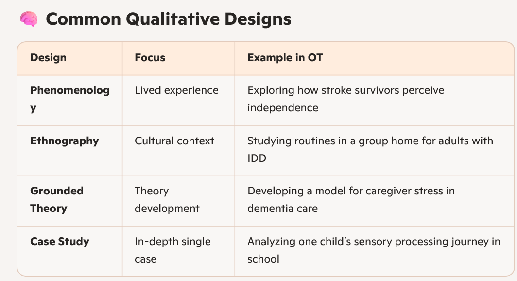 Common Qualitative Designs
Design Focus Example in OT
Phenomenolog Lived experience Exploring how stroke survivors perceive
y independence
Ethnography Cultural context Studying routines in a group home for adults with
IDD
Grounded Theory Developing a model for caregiver stress in
Theory development dementia care
Case Study In-depth single Analyzing one child's sensory processing journey in
case school